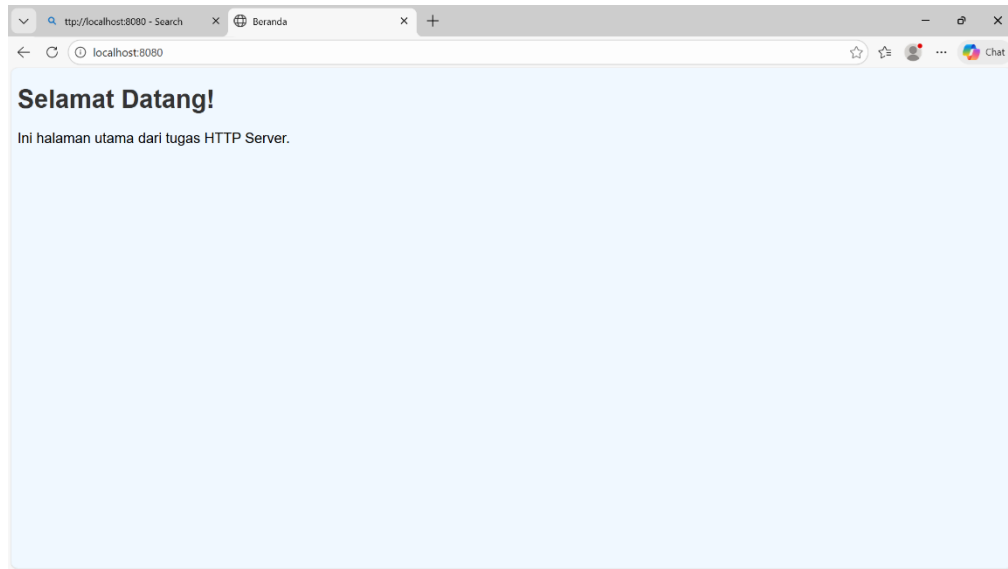 ttp://localhost:8080 - Search
Beranda
localhost:8080
Chat
Selamat Datang!
Ini halaman utama dari tugas HTTP Server.